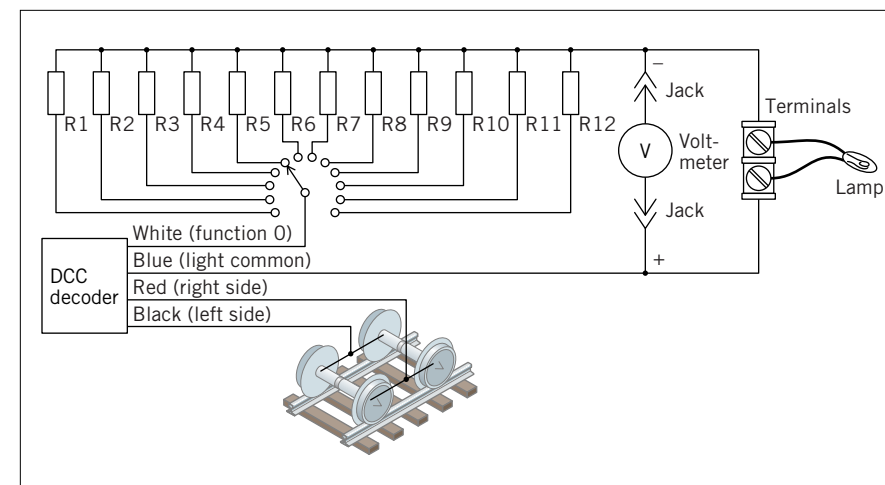 R1 R2 R3 R4 R5 R6 R7 R8 R9 R10 R11 R12
−
Jack
Terminals
V
Volt-
meter
Lamp
Jack
+
White (function 0)
Blue (light common)
Red (right side)
Black (left side)
DCC
decoder